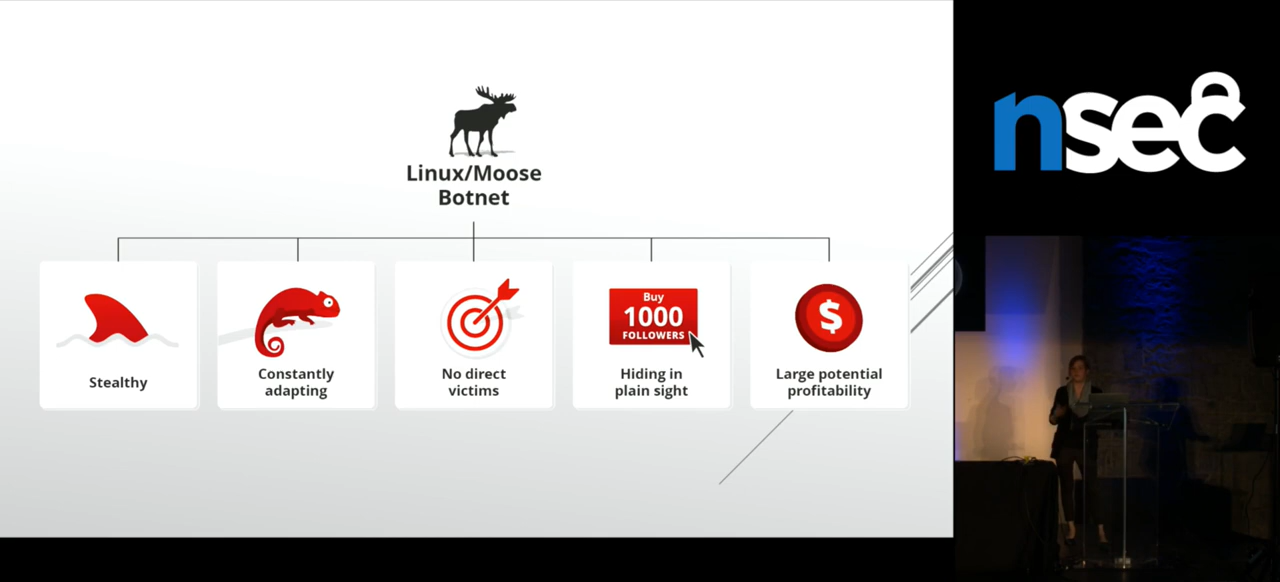 nsec
Linux/Moose
Botnet
Stealthy
Constantly
adapting
No direct
victims
Buy
1000
FOLLOWERS
Hiding in
plain sight
$
Large potential
profitability